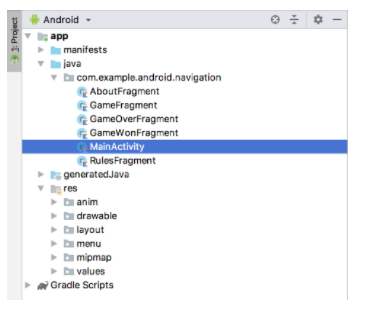 Android
1: Project
app
manifests
java
com.example.android.navigation
AboutFragment
GameFragment
GameOverFragment
GameWonFragment
MainActivity
RulesFragment
generatedJava
res
anim
drawable
layout
menu
mipmap
values
Gradle Scripts